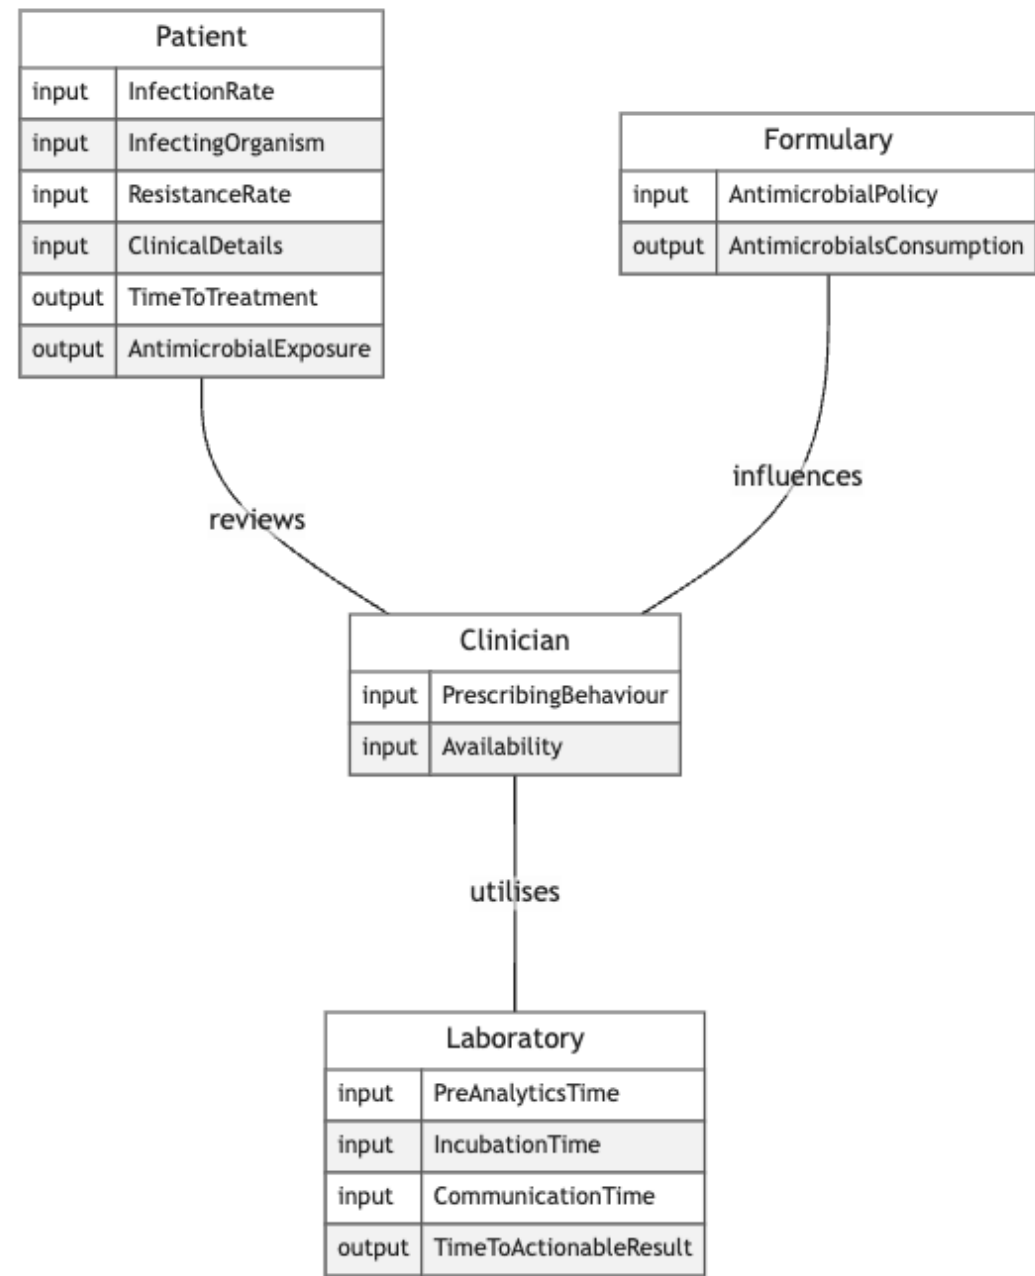 Patient
input InfectionRate
input InfectingOrganism
input ResistanceRate
input ClinicalDetails
output TimeToTreatment
output AntimicrobialExposure
Formulary
input AntimicrobialPolicy
output AntimicrobialsConsumption
influences
reviews
Clinician
input PrescribingBehaviour
input Availability
utilises
Laboratory
input PreAnalyticsTime
input IncubationTime
input CommunicationTime
output TimeToActionableResult